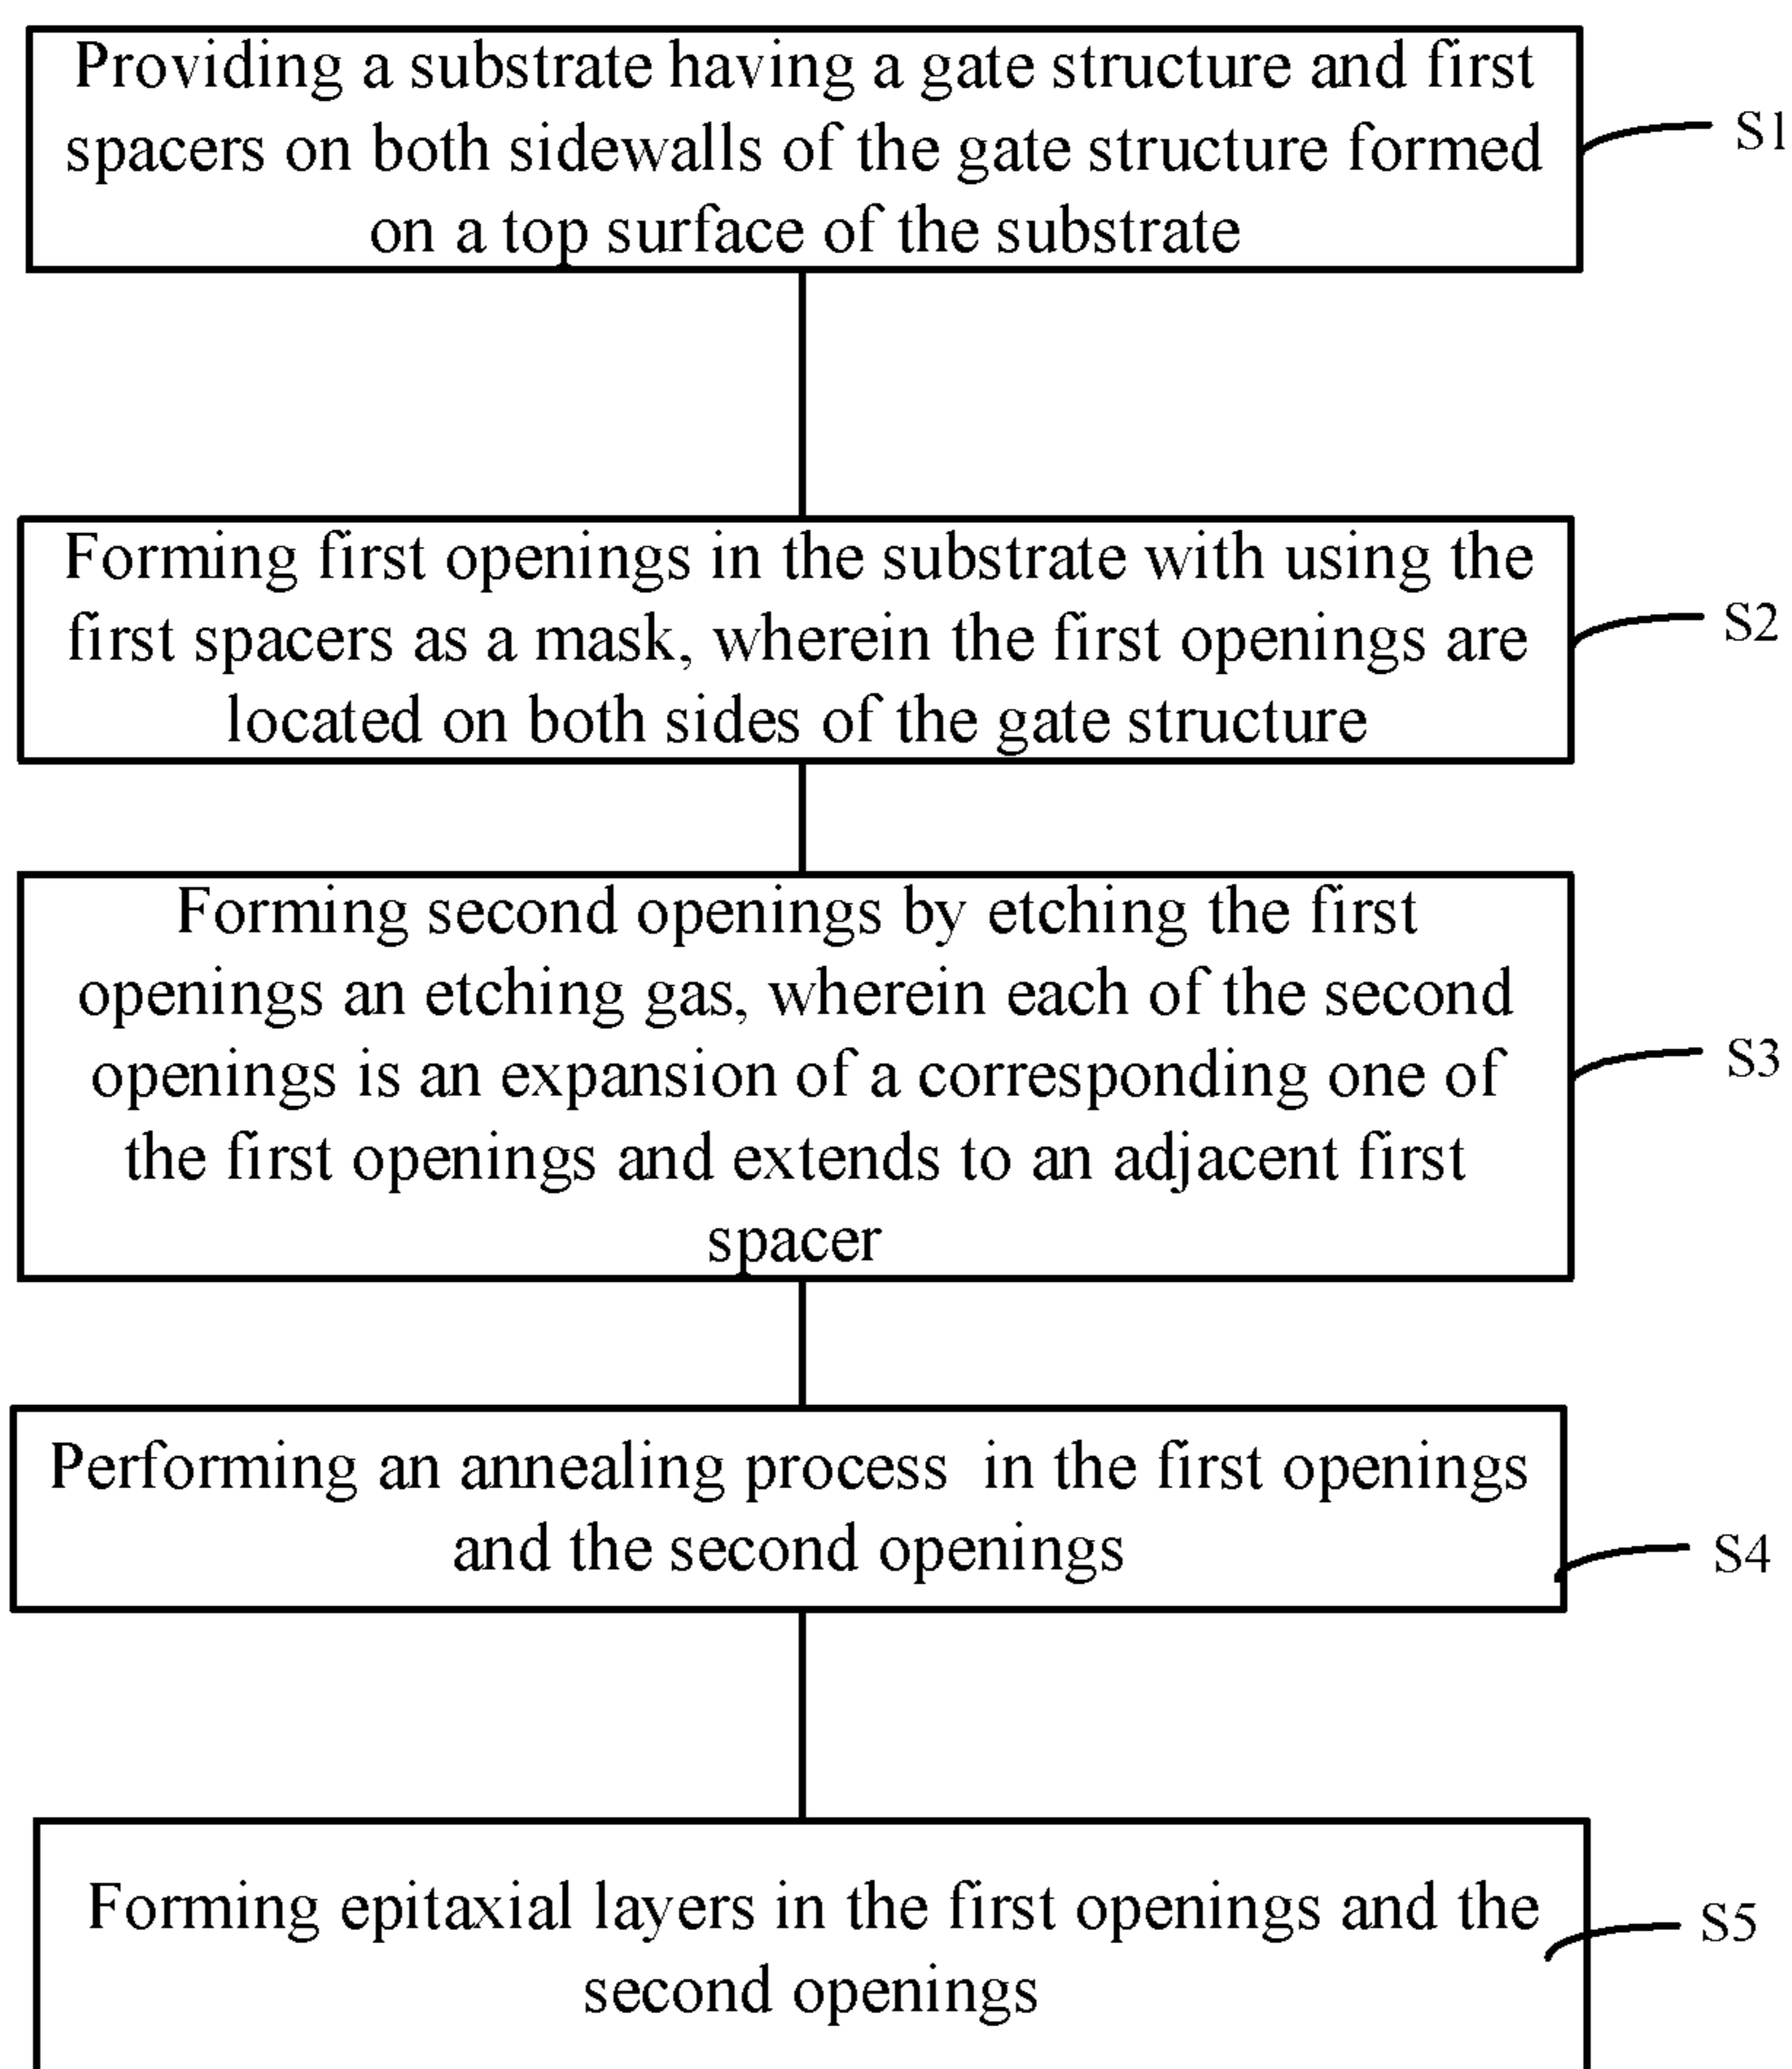 Providing a substrate having a gate structure and first
spacers on both sidewalls of the gate structure formed
on a top surface of the substrate
S1
Forming first openings in the substrate with using the
first spacers as a mask, wherein the first openings are
located on both sides of the gate structure
S2
Forming second openings by etching the first
openings an etching gas, wherein each of the second
openings is an expansion of a corresponding one of
the first openings and extends to an adjacent first
spacer
S3
Performing an annealing process in the first openings
and the second openings
S4
Forming epitaxial layers in the first openings and the
second openings
S5